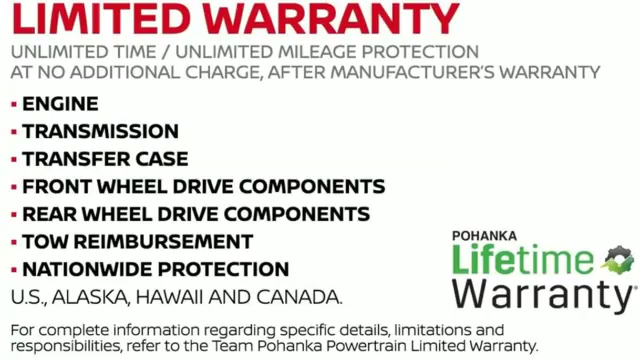 LIMITED WARRANTY
UNLIMITED TIME / UNLIMITED MILEAGE PROTECTION
AT NO ADDITIONAL CHARGE, AFTER MANUFACTURER'S WARRANTY
▪ ENGINE
▪ TRANSMISSION
▪ TRANSFER CASE
▪ FRONT WHEEL DRIVE COMPONENTS
▪ REAR WHEEL DRIVE COMPONENTS
▪ TOW REIMBURSEMENT
▪ NATIONWIDE PROTECTION
U.S., ALASKA, HAWAII AND CANADA.
POHANKA
Lifetime
Warranty
For complete information regarding specific details, limitations and
responsibilities, refer to the Team Pohanka Powertrain Limited Warranty.